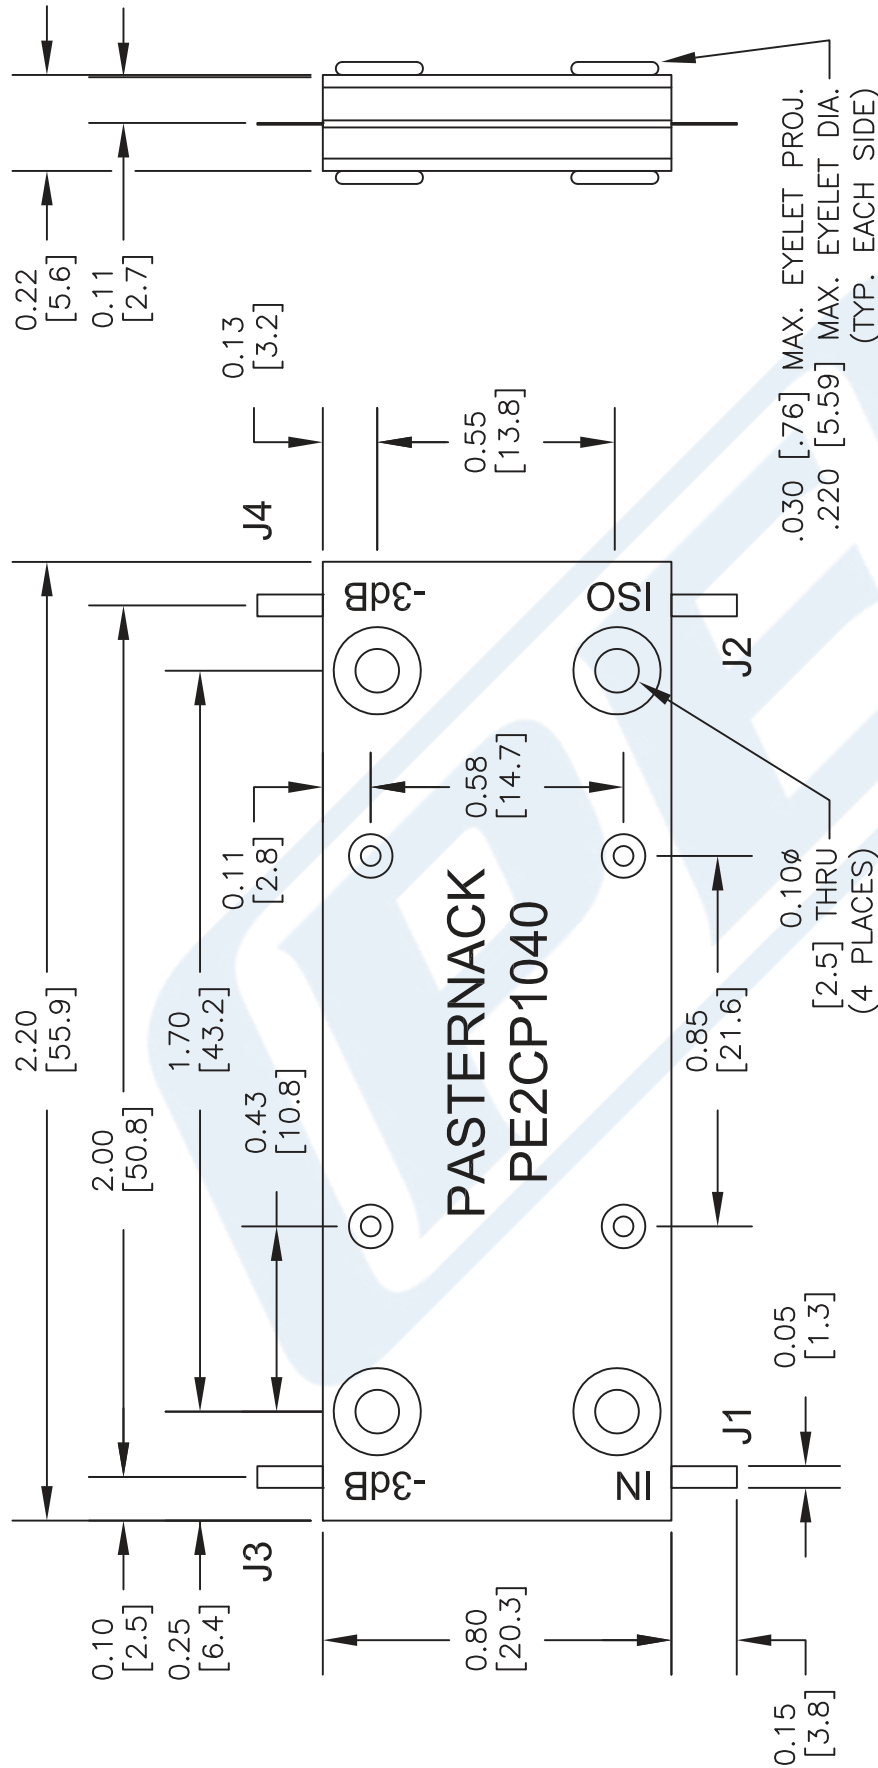 2.20
[55.9]
2.00
[50.8]
1.70
[43.2]
0.43
[10.8]
0.10
[2.5]
0.25
[6.4]
0.11
[2.8]
0.13
[3.2]
0.22
[5.6]
0.11
[2.7]
J3
J4
-3dB
-3dB
0.80
[20.3]
PASTERNACK
PE2CP1040
0.58
[14.7]
0.55
[13.8]
IN
ISO
J1
J2
0.15
[3.8]
0.05
[1.3]
0.85
[21.6]
0.10ø
[2.5] THRU
(4 PLACES)
.030 [.76] MAX. EYELET PROJ.
.220 [5.59] MAX. EYELET DIA.
(TYP. EACH SIDE)